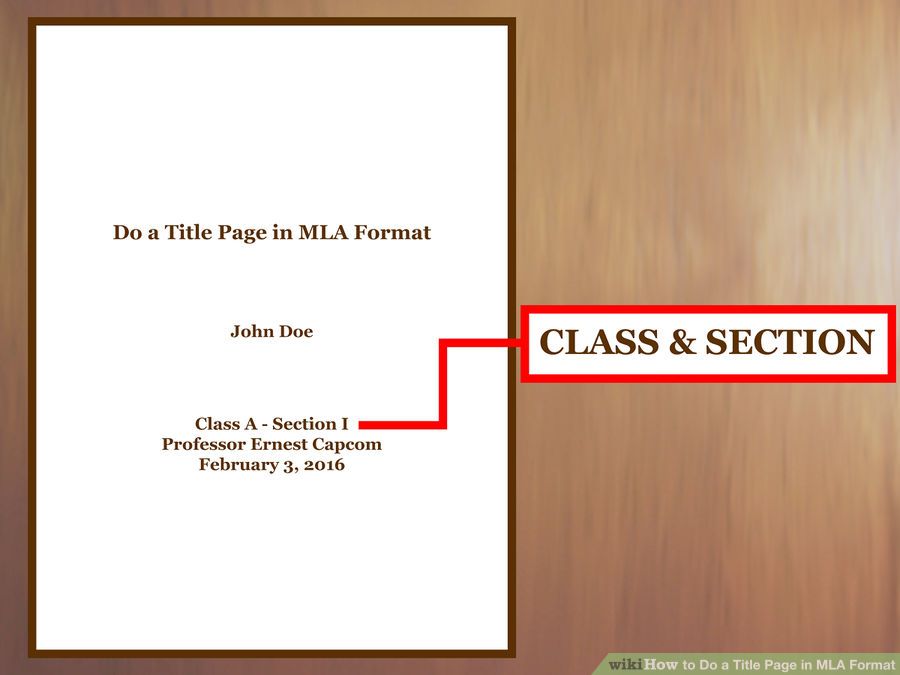 Do a Title Page in MLA Format
John Doe
CLASS & SECTION
Class A - Section I
Professor Ernest Capcom
February 3, 2016
wikiHow to Do a Title Page in MLA Format